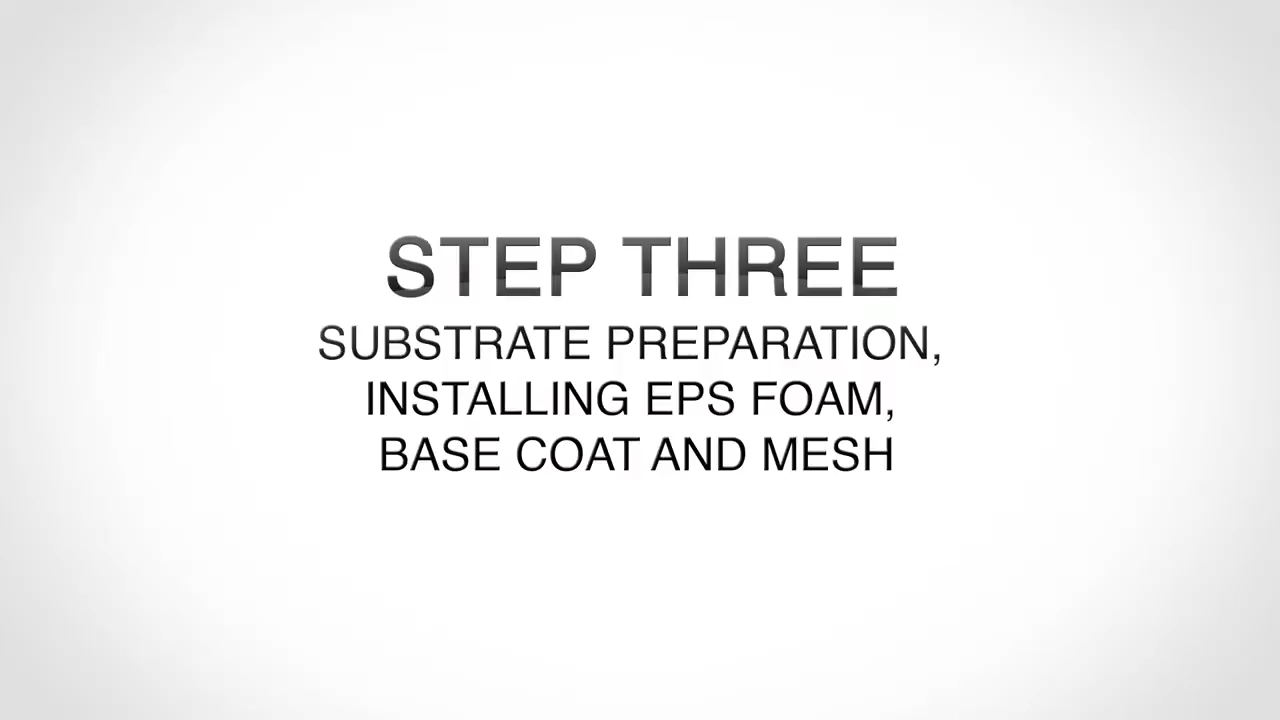 STEP THREE
SUBSTRATE PREPARATION,
INSTALLING EPS FOAM,
BASE COAT AND MESH